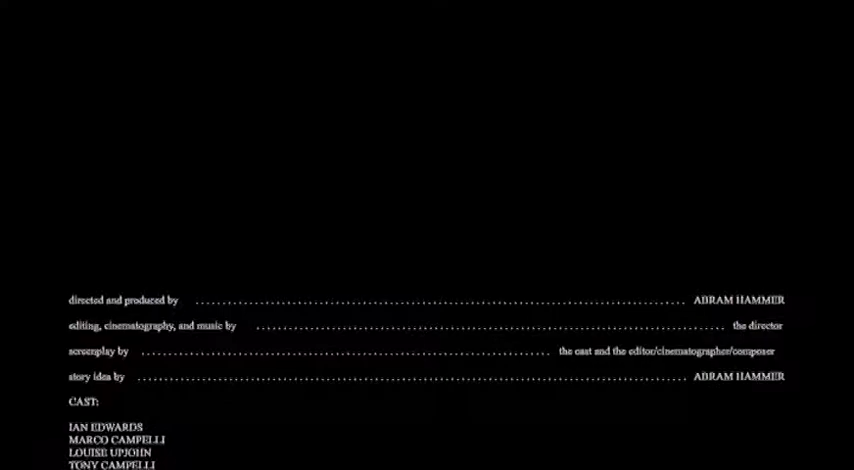 directed and produced by ................................................ ABRAM HAMMER
editing, cinematography, and music by ................................................ the director
screenplay by ................................................ the cast and the editor/cinematographer/composer
story idea by ................................................ ABRAM HAMMER
CAST:
IAN EDWARDS
MARCO CAMPELLI
LOUISE UPJOHN
TONY CAMPELLI